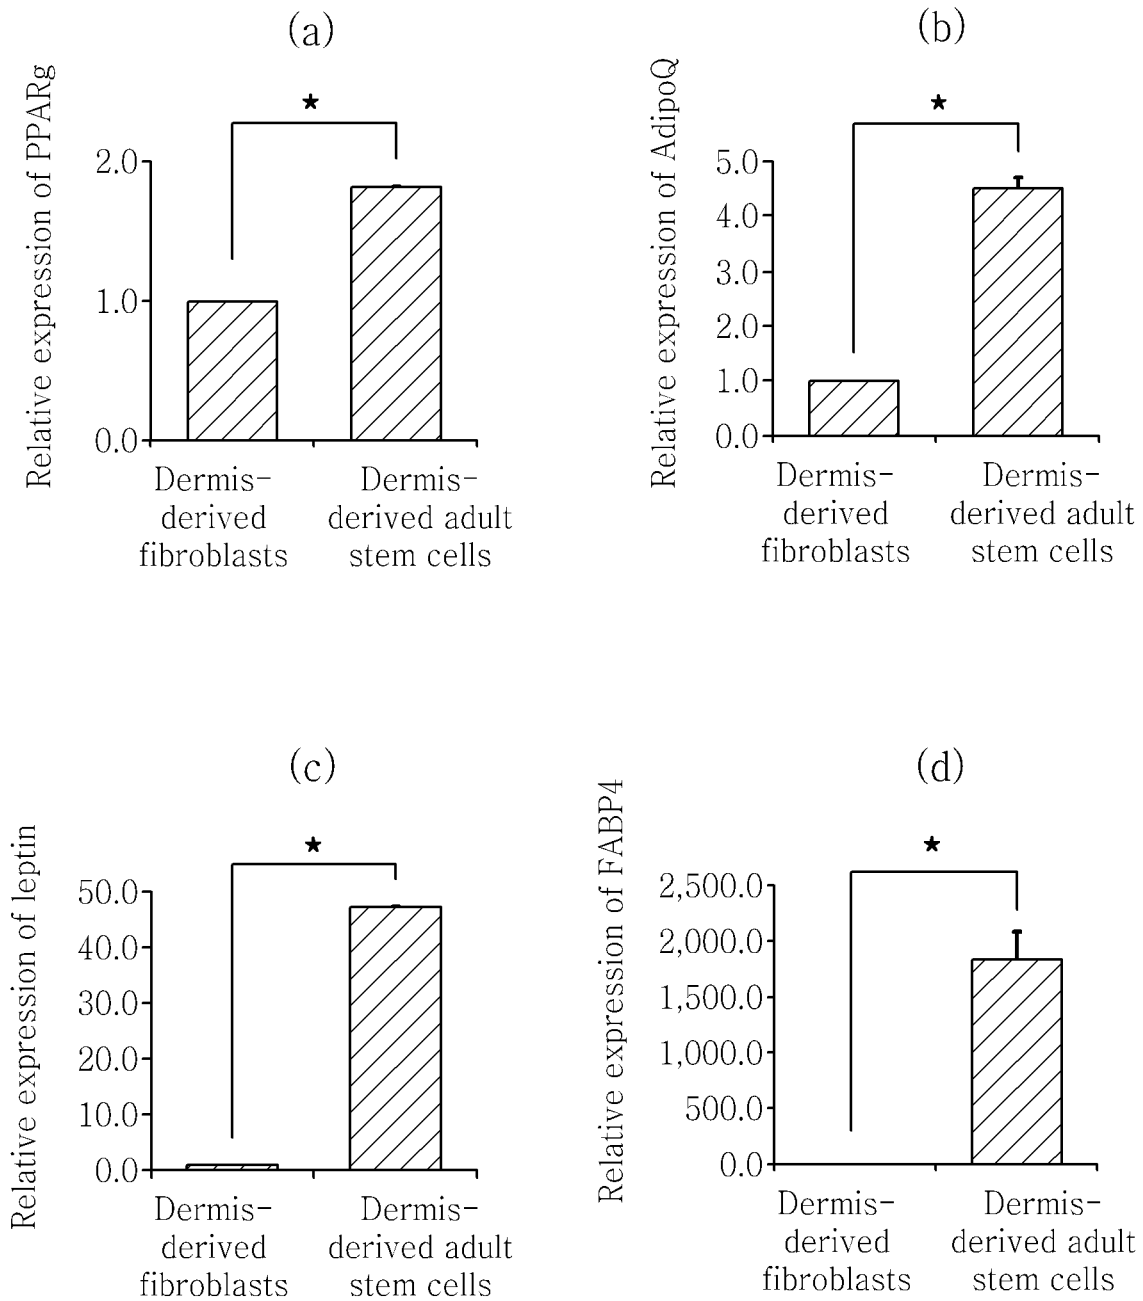 (a)
Relative expression of PPARg
★
2.0
1.0
0.0
Dermis-
derived
fibroblasts
Dermis-
derived adult
stem cells
(b)
Relative expression of AdipoQ
★
5.0
4.0
3.0
2.0
1.0
0.0
Dermis-
derived
fibroblasts
Dermis-
derived adult
stem cells
(c)
Relative expression of leptin
★
50.0
40.0
30.0
20.0
10.0
0.0
Dermis-
derived
fibroblasts
Dermis-
derived adult
stem cells
(d)
Relative expression of FABP4
★
2,500.0
2,000.0
1,500.0
1,000.0
500.0
0.0
Dermis-
derived
fibroblasts
Dermis-
derived adult
stem cells